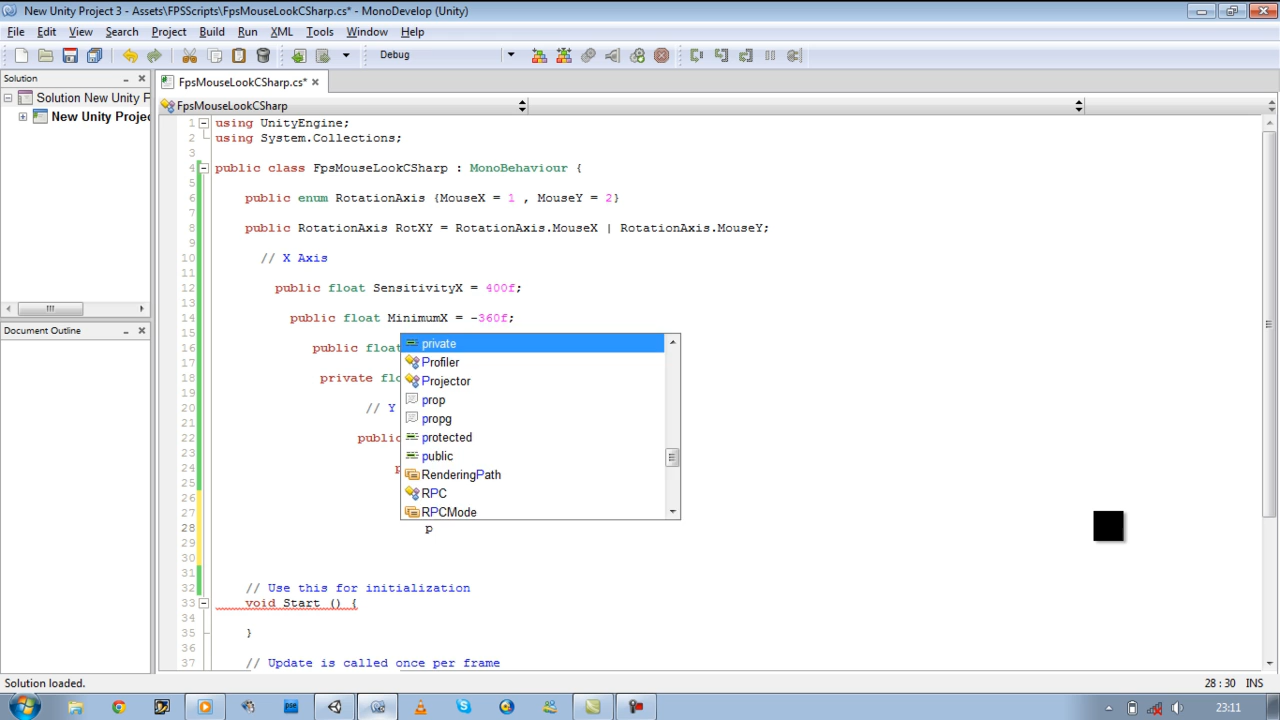 New Unity Project 3 - Assets\FPSScripts\FpsMouseLookCSharp.cs* - MonoDevelop (Unity)
File Edit View Search Project Build Run XML Tools Window Help
Debug
Solution
FpsMouseLookCSharp.cs*
Solution New Unity P
FpsMouseLookCSharp
New Unity Projec
1 using UnityEngine;
2 using System.Collections;
3
4 public class FpsMouseLookCSharp : MonoBehaviour {
5
6 public enum RotationAxis {MouseX = 1 , MouseY = 2}
7
8 public RotationAxis RotXY = RotationAxis.MouseX | RotationAxis.MouseY;
9
10 // X Axis
11
12 public float SensitivityX = 400f;
13
14 public float MinimumX = -360f;
15
Document Outline
16 public float
17
18 private flo
19
20 // Y
21
22 public
23
24 p
25
26
27
28 p
29
30
31
private
Profiler
Projector
prop
propg
protected
public
RenderingPath
RPC
RPCMode
32 // Use this for initialization
33 void Start () {
34
35 }
36
37 // Update is called once per frame
Solution loaded.
28 : 30 INS
23:11